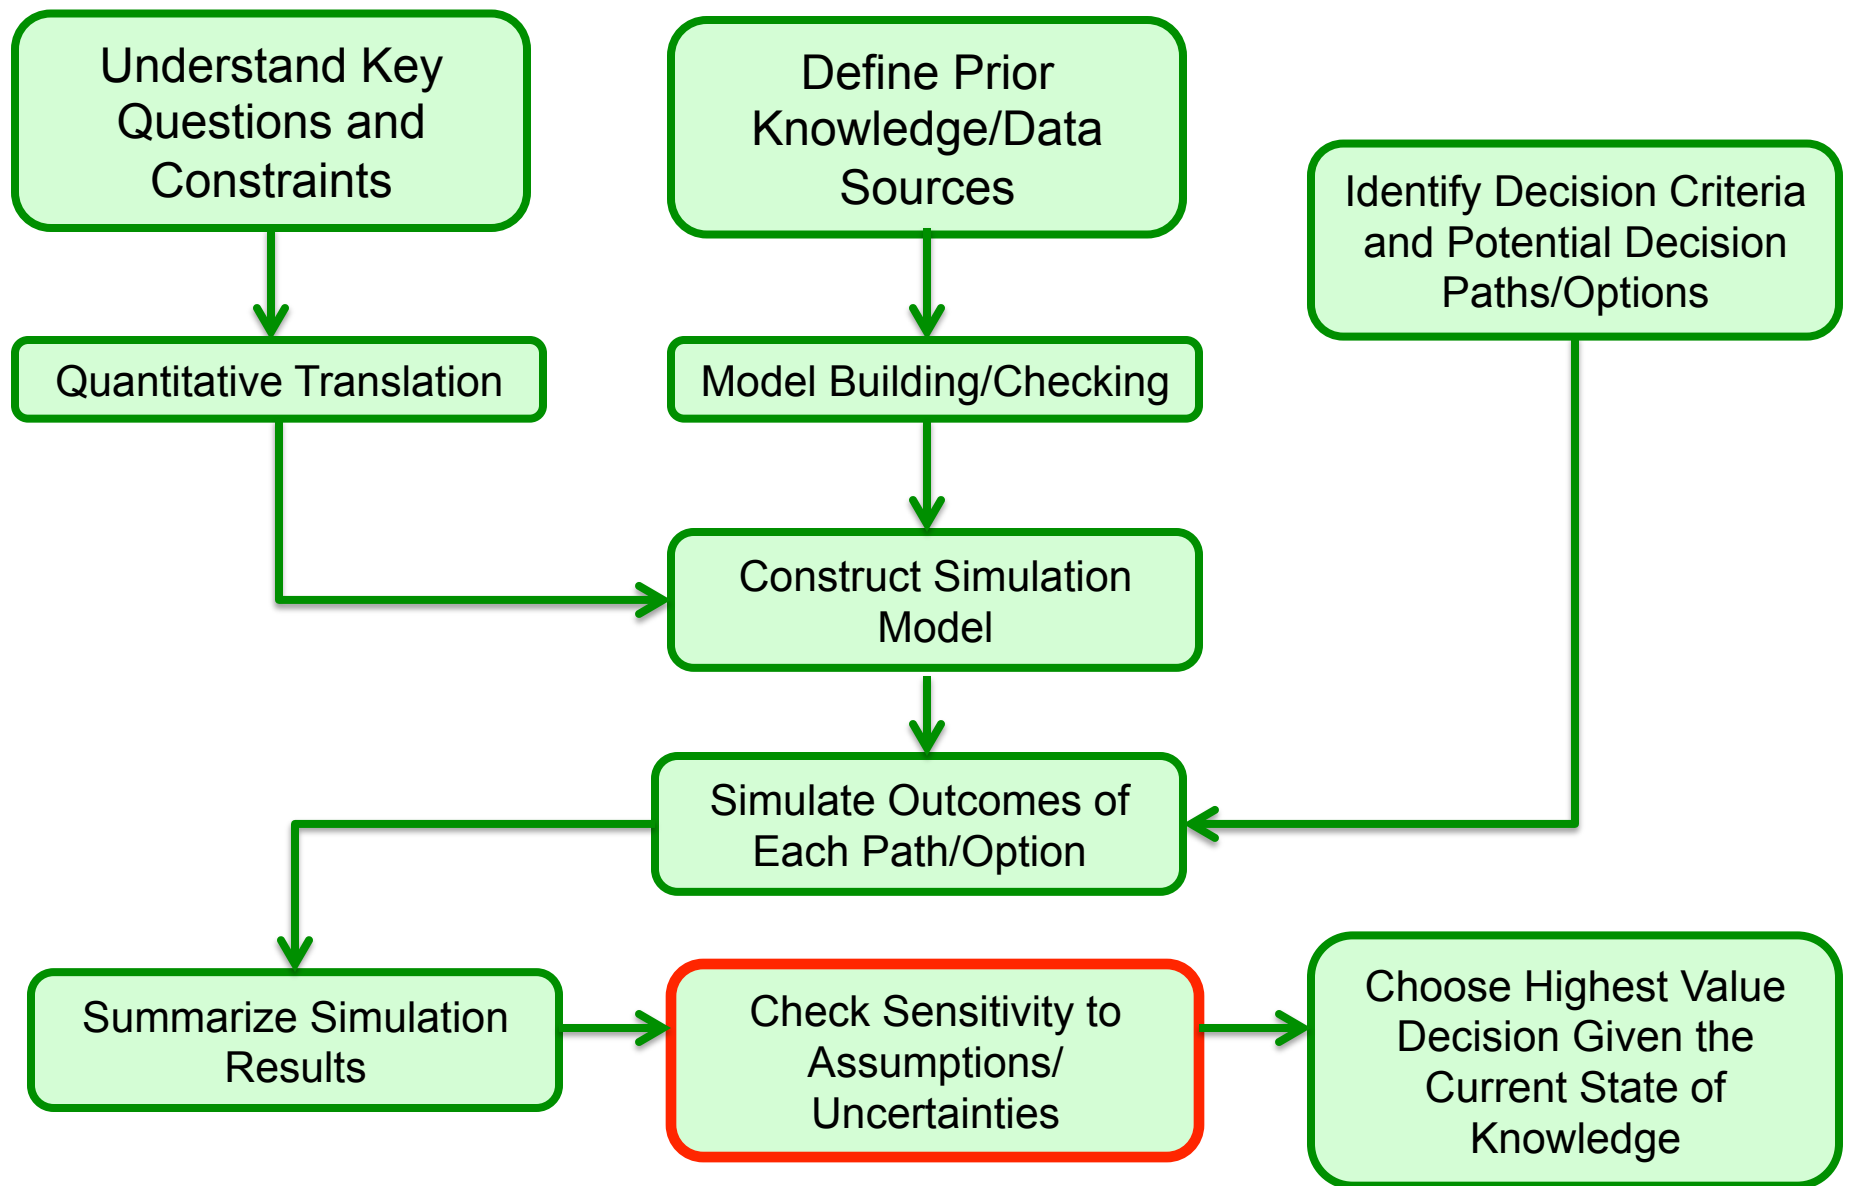 Understand Key
Questions and
Constraints
Define Prior
Knowledge/Data
Sources
Identify Decision Criteria
and Potential Decision
Paths/Options
Quantitative Translation
Model Building/Checking
Construct Simulation
Model
Simulate Outcomes of
Each Path/Option
Summarize Simulation
Results
Check Sensitivity to
Assumptions/
Uncertainties
Choose Highest Value
Decision Given the
Current State of
Knowledge